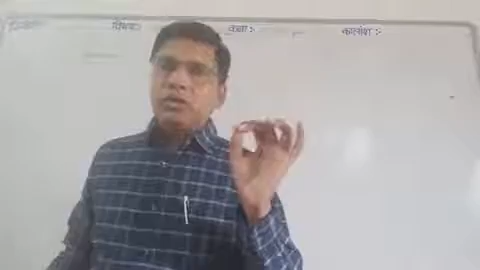 विषय:- कक्षा :- कालांश :-